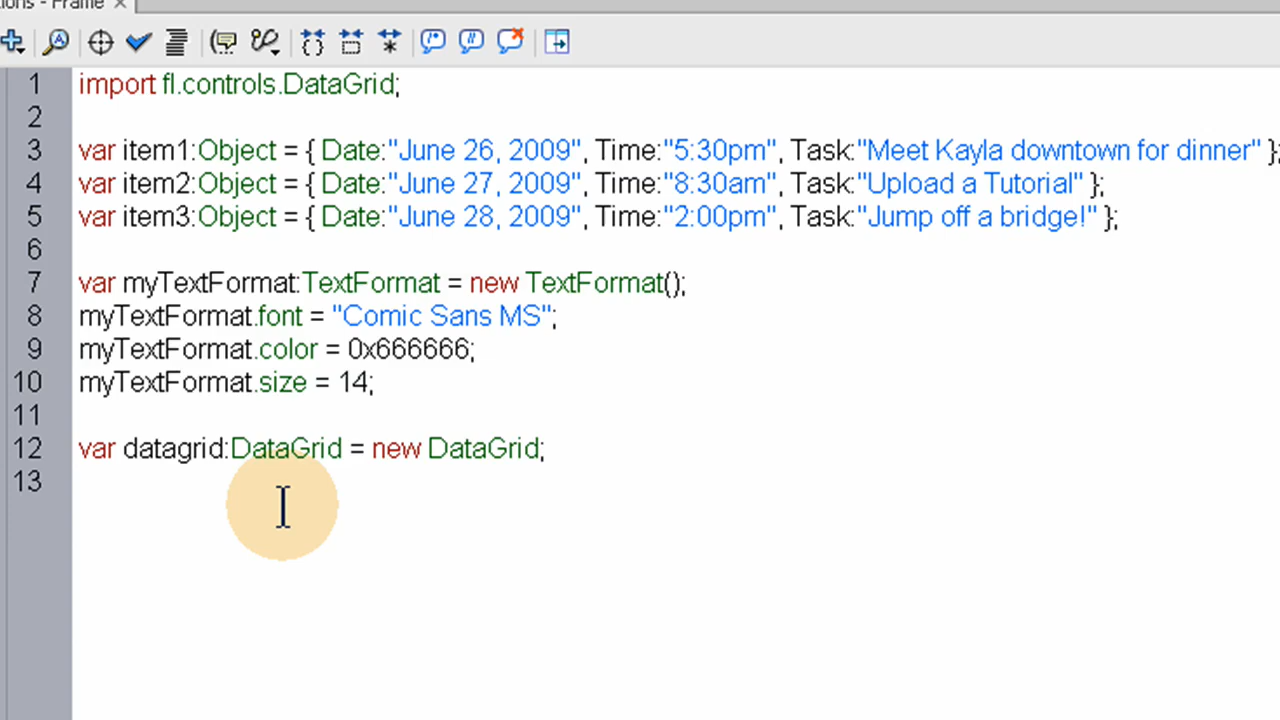 ions - Frame ×
1 import fl.controls.DataGrid;
2
3 var item1:Object = { Date:"June 26, 2009", Time:"5:30pm", Task:"Meet Kayla downtown for dinner" };
4 var item2:Object = { Date:"June 27, 2009", Time:"8:30am", Task:"Upload a Tutorial" };
5 var item3:Object = { Date:"June 28, 2009", Time:"2:00pm", Task:"Jump off a bridge!" };
6
7 var myTextFormat:TextFormat = new TextFormat();
8 myTextFormat.font = "Comic Sans MS";
9 myTextFormat.color = 0x666666;
10 myTextFormat.size = 14;
11
12 var datagrid:DataGrid = new DataGrid;
13